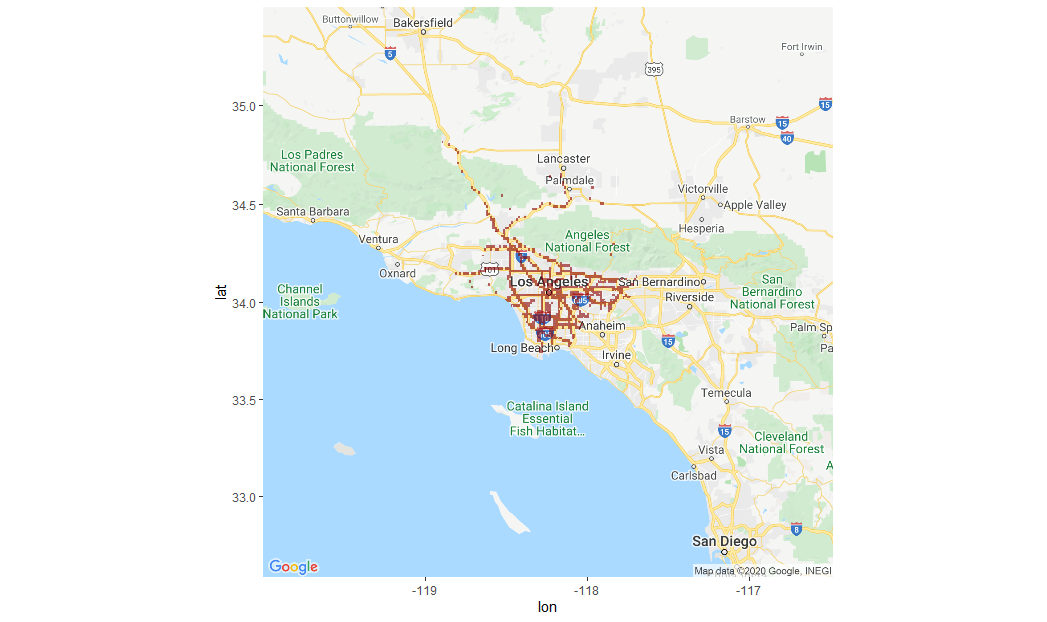 Buttonwillow
Bakersfield
Fort Irwin
5
395
35.0
15
15
Barstow
40
Los Padres
National Forest
Lancaster
Palmdale
34.5
Santa Barbara
Victorville
Apple Valley
Hesperia
Ventura
Angeles
National Forest
Oxnard
101
Los Angeles
San Bernardino
San
Bernardino
National Forest
Channel
Islands
National Park
lat
34.0
Riverside
Anaheim
Palm Sp
Long Beach
15
Pa
Irwine
33.5
Catalina Island
Essential
Fish Habitat...
Temecula
15
Cleveland
National Forest
Vista
A
Carlsbad
33.0
San Diego
8
Google
Map data ©2020 Google, INEGI
-119
-118
-117
lon